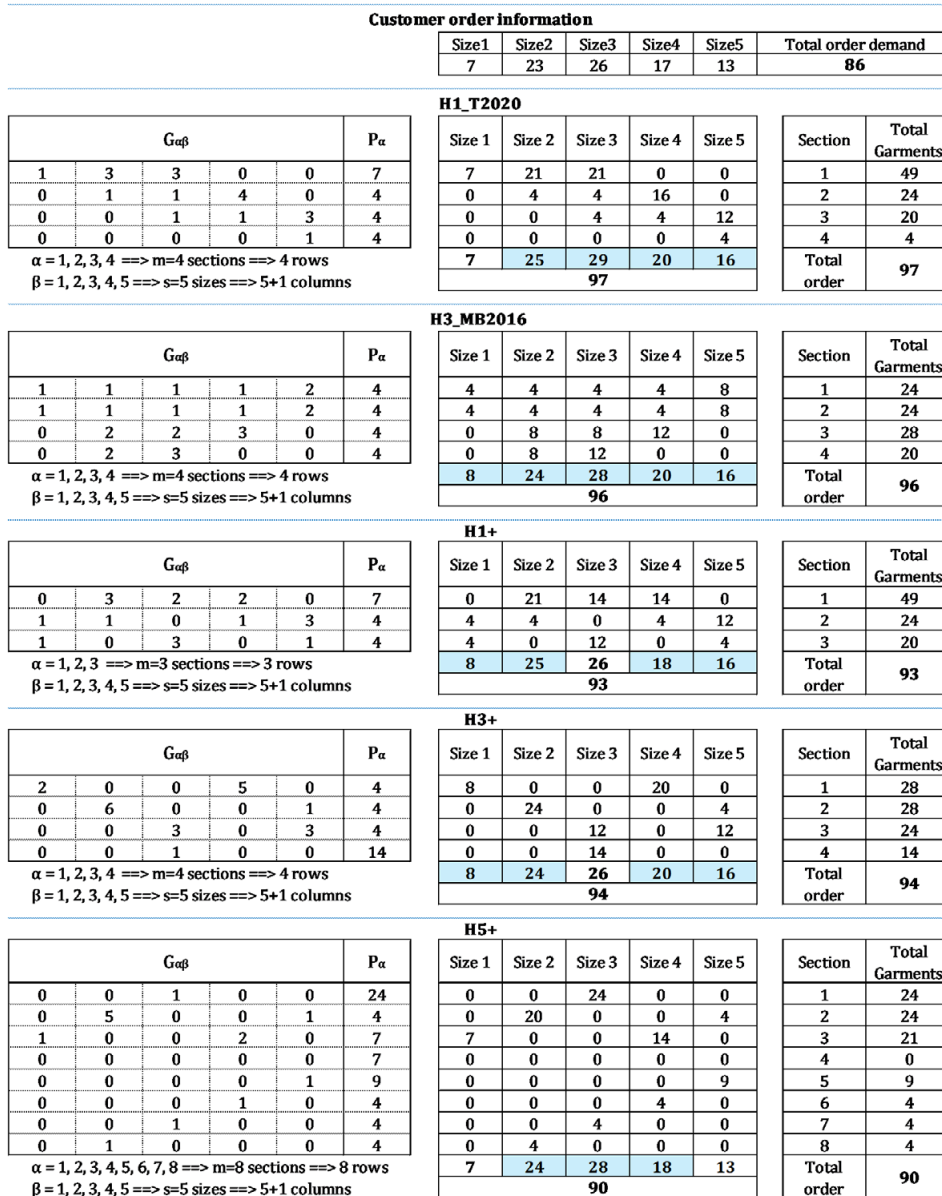 Customer order information
Size1 Size2 Size3 Size4 Size5 Total order demand
7 23 26 17 13 86
H1_T2020
Gαβ Pα Size 1 Size 2 Size 3 Size 4 Size 5 Section Total Garments
1 3 3 0 0 7 7 21 21 0 0 1 49
0 1 1 4 0 4 0 4 4 16 0 2 24
0 0 1 1 3 4 0 0 4 4 12 3 20
0 0 0 0 1 4 0 0 0 0 4 4 4
α = 1, 2, 3, 4 ==> m=4 sections ==> 4 rows 7 25 29 20 16 Total order 97
β = 1, 2, 3, 4, 5 ==> s=5 sizes ==> 5+1 columns 97
H3_MB2016
Gαβ Pα Size 1 Size 2 Size 3 Size 4 Size 5 Section Total Garments
1 1 1 1 2 4 4 4 4 4 8 1 24
1 1 1 1 2 4 4 4 4 4 8 2 24
0 2 2 3 0 4 0 8 8 12 0 3 28
0 2 3 0 0 4 0 8 12 0 0 4 20
α = 1, 2, 3, 4 ==> m=4 sections ==> 4 rows 8 24 28 20 16 Total order 96
β = 1, 2, 3, 4, 5 ==> s=5 sizes ==> 5+1 columns 96
H1+
Gαβ Pα Size 1 Size 2 Size 3 Size 4 Size 5 Section Total Garments
0 3 2 2 0 7 0 21 14 14 0 1 49
1 1 0 1 3 4 4 4 0 4 12 2 24
1 0 3 0 1 4 4 0 12 0 4 3 20
α = 1, 2, 3 ==> m=3 sections ==> 3 rows 8 25 26 18 16 Total order 93
β = 1, 2, 3, 4, 5 ==> s=5 sizes ==> 5+1 columns 93
H3+
Gαβ Pα Size 1 Size 2 Size 3 Size 4 Size 5 Section Total Garments
2 0 0 5 0 4 8 0 0 20 0 1 28
0 6 0 0 1 4 0 24 0 0 4 2 28
0 0 3 0 3 4 0 0 12 0 12 3 24
0 0 1 0 0 14 0 0 14 0 0 4 14
α = 1, 2, 3, 4 ==> m=4 sections ==> 4 rows 8 24 26 20 16 Total order 94
β = 1, 2, 3, 4, 5 ==> s=5 sizes ==> 5+1 columns 94
H5+
Gαβ Pα Size 1 Size 2 Size 3 Size 4 Size 5 Section Total Garments
0 0 1 0 0 24 0 0 24 0 0 1 24
0 5 0 0 1 4 0 20 0 0 4 2 24
1 0 0 2 0 7 7 0 0 14 0 3 21
0 0 0 0 0 7 0 0 0 0 0 4 0
0 0 0 0 1 9 0 0 0 0 9 5 9
0 0 0 1 0 4 0 0 0 4 0 6 4
0 0 1 0 0 4 0 0 4 0 0 7 4
0 1 0 0 0 4 0 4 0 0 0 8 4
α = 1, 2, 3, 4, 5, 6, 7, 8 ==> m=8 sections ==> 8 rows 7 24 28 18 13 Total order 90
β = 1, 2, 3, 4, 5 ==> s=5 sizes ==> 5+1 columns 90